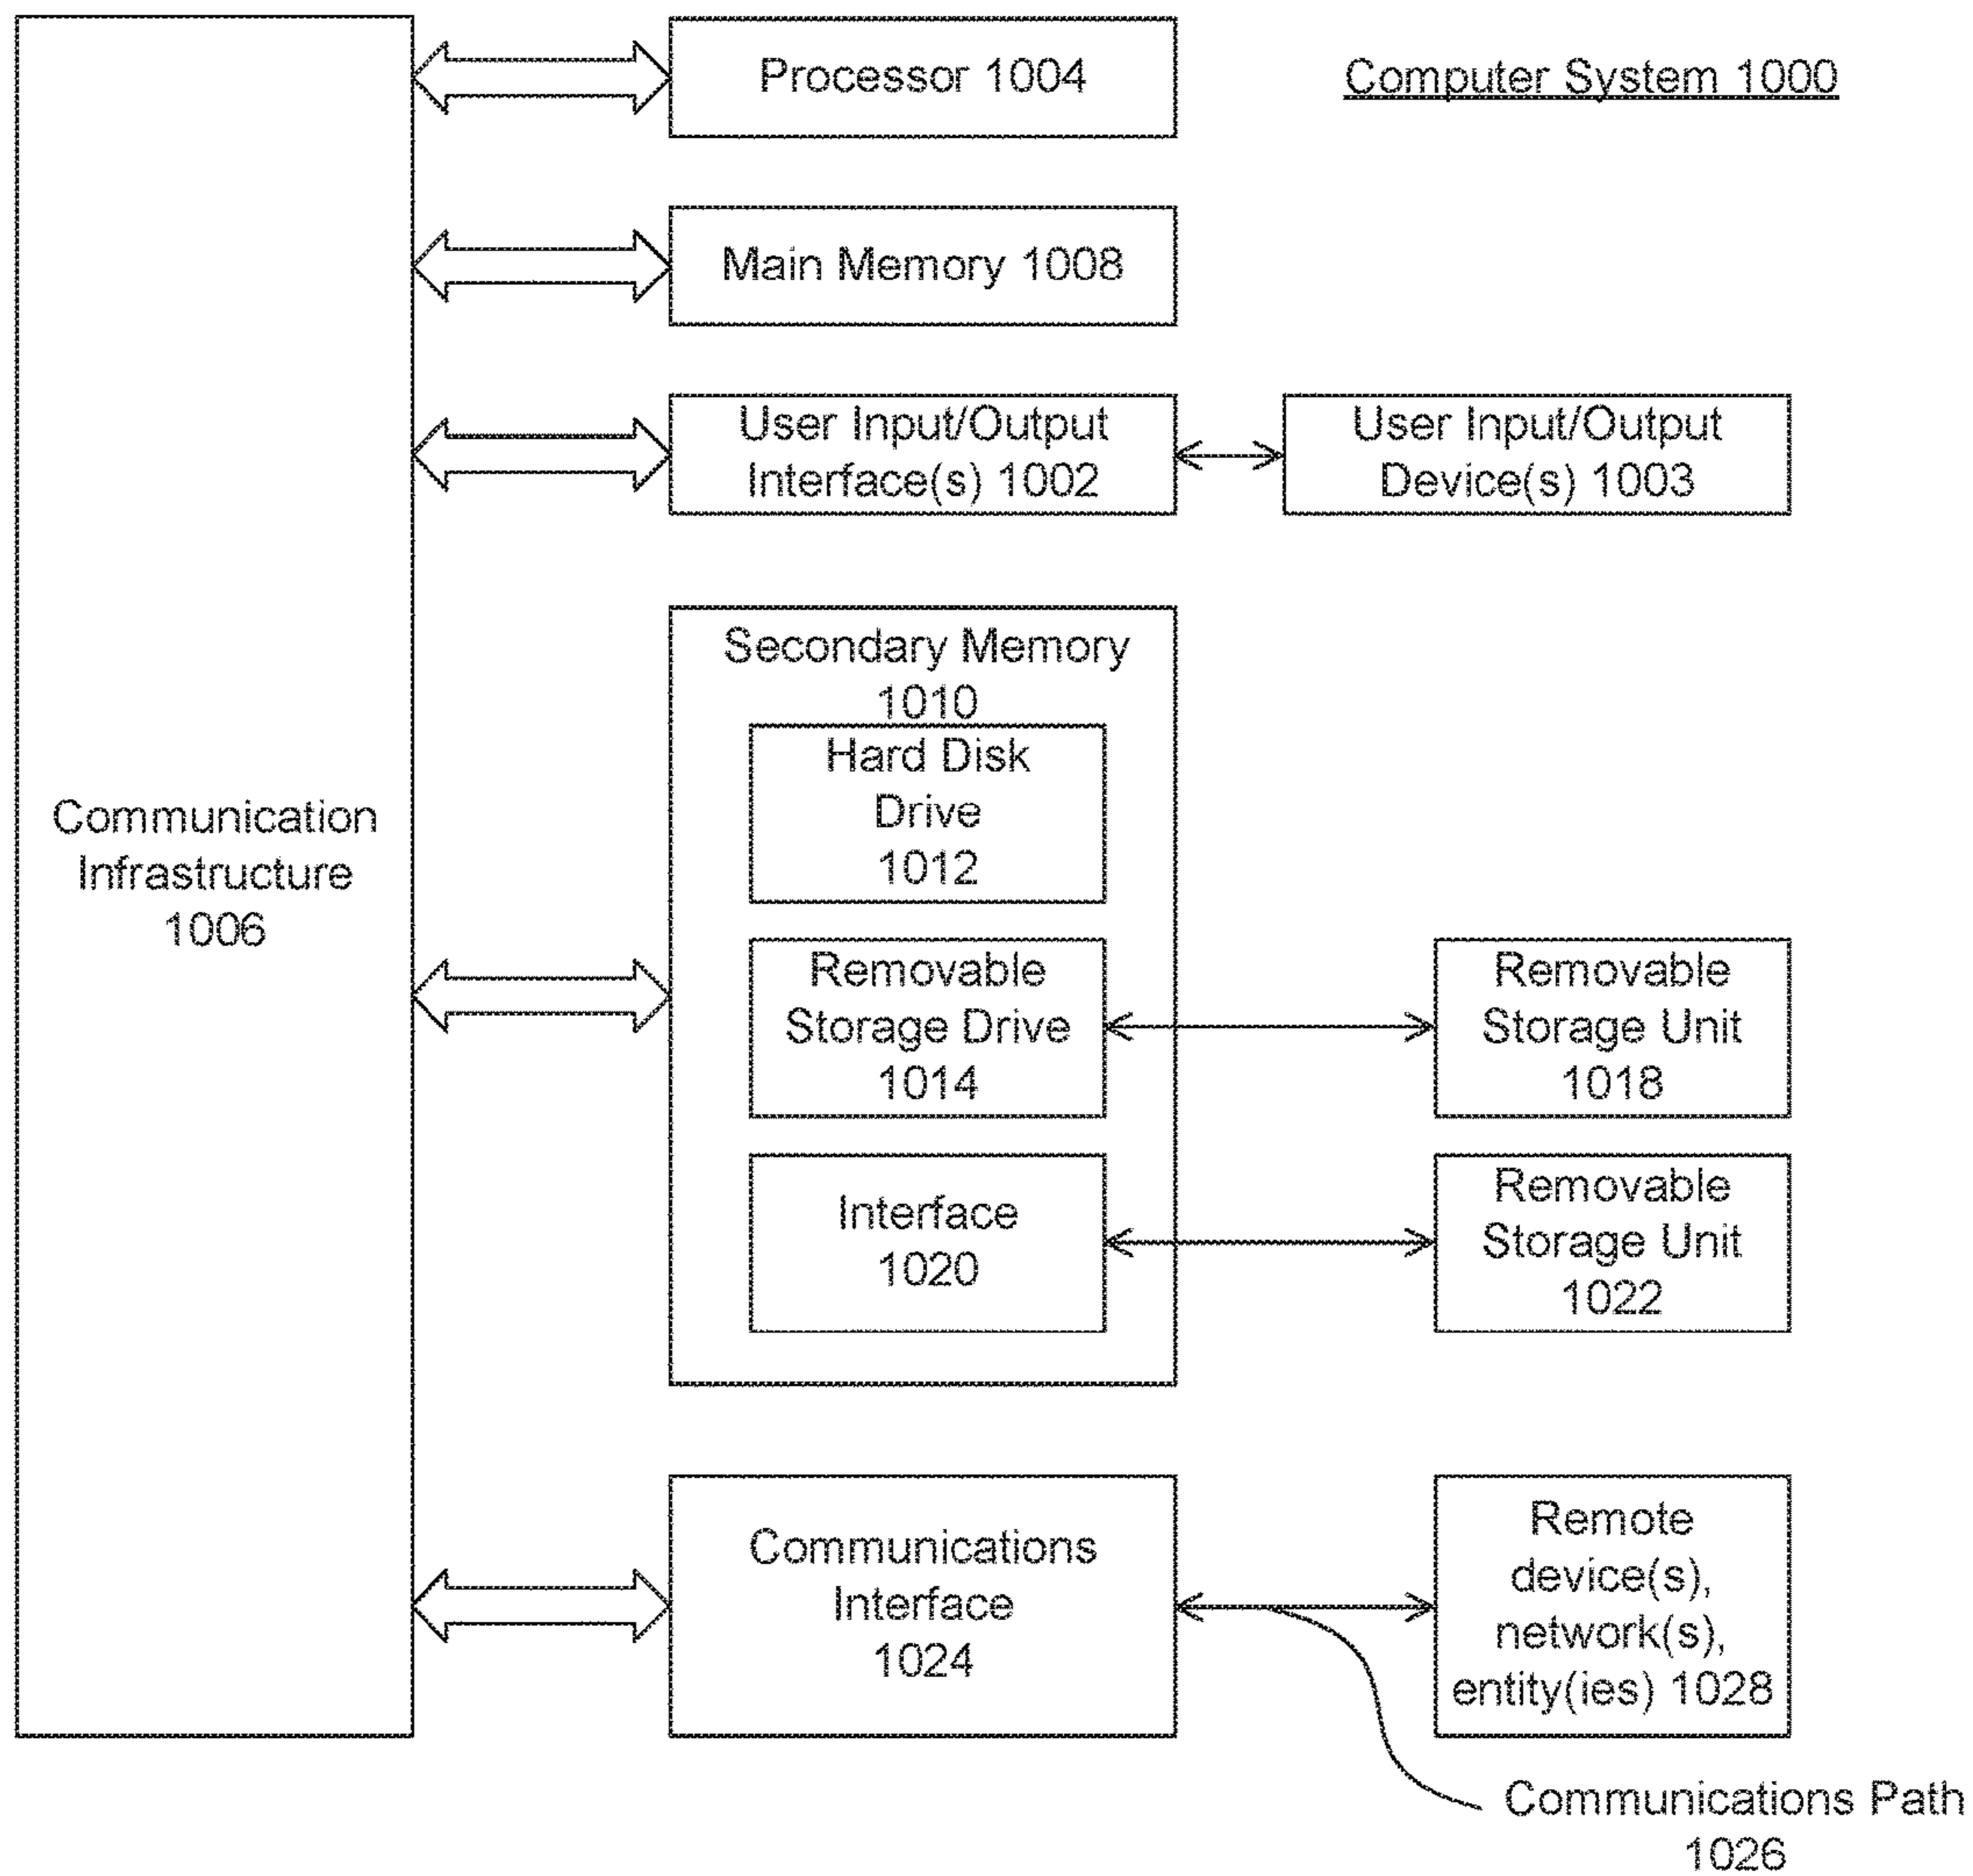 Processor 1004
Computer System 1000
Main Memory 1008
User Input/Output
Interface(s) 1002
User Input/Output
Device(s) 1003
Communication
Infrastructure
1006
Secondary Memory
1010
Hard Disk
Drive
1012
Removable
Storage Drive
1014
Removable
Storage Unit
1018
Interface
1020
Removable
Storage Unit
1022
Communications
Interface
1024
Remote
device(s),
network(s),
entity(ies) 1028
Communications Path
1026